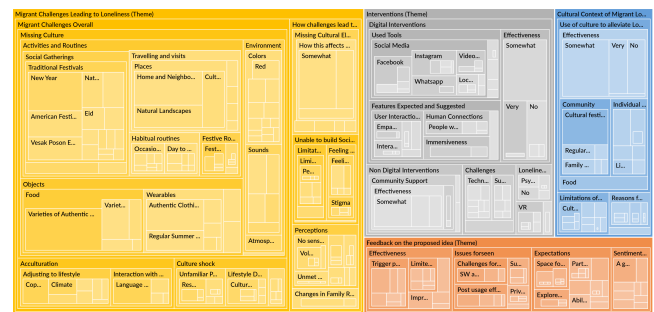 Migrant Challenges Leading to Loneliness (Theme)
Migrant Challenges Overall
Missing Culture
Activities and Routines
Social Gatherings
Traditional Festivals
New Year
Nat...
American Festi...
Eid
Vesak Poson E...
Travelling and visits
Places
Home and Neighbo...
Cult...
Natural Landscapes
Habitual routines
Occasio...
Day to ...
Festive Ro...
Fest...
Environment
Colors
Red
Sounds
Atmosp...
Objects
Food
Varieties of Authentic ...
Variet...
Wearables
Authentic Clothi...
Regular Summer ...
Acculturation
Adjusting to lifestyle
Cop...
Climate
Interaction with ...
Language ...
Culture shock
Unfamiliar P...
Res...
Lifestyle D...
Cultur...
How challenges lead t...
Missing Cultural El...
How this affects ...
Somewhat
Unable to build Soci...
Limitat...
Limi...
Pe...
Feeling ...
Feeli...
Stigma
Perceptions
No sens...
Vol...
Unmet ...
Changes in Family R...
Interventions (Theme)
Digital Interventions
Used Tools
Social Media
Facebook
Instagram
Video...
Whatsapp
Loc...
Features Expected and Suggested
User Interactio...
Empa...
Intera...
Human Connections
People w...
Immersiveness
Effectiveness
Somewhat
Very
No
Non Digital Interventions
Community Support
Effectiveness
Somewhat
Challenges
Techn...
Su...
Loneline...
Psy...
No
VR
Cultural Context of Migrant Lo...
Use of culture to alleviate Lo...
Effectiveness
Somewhat
Very
No
Community
Cultural festi...
Regular...
Family ...
Food
Individual ...
Li...
Limitations of...
Cult...
Reasons f...
Feedback on the proposed idea (Theme)
Effectiveness
Trigger p...
Limite...
Impr...
Issues forseen
Challenges for...
SW a...
Post usage eff...
Su...
Priv...
Expectations
Space fo...
Explore...
Part...
Abil...
Sentiment...
A g...